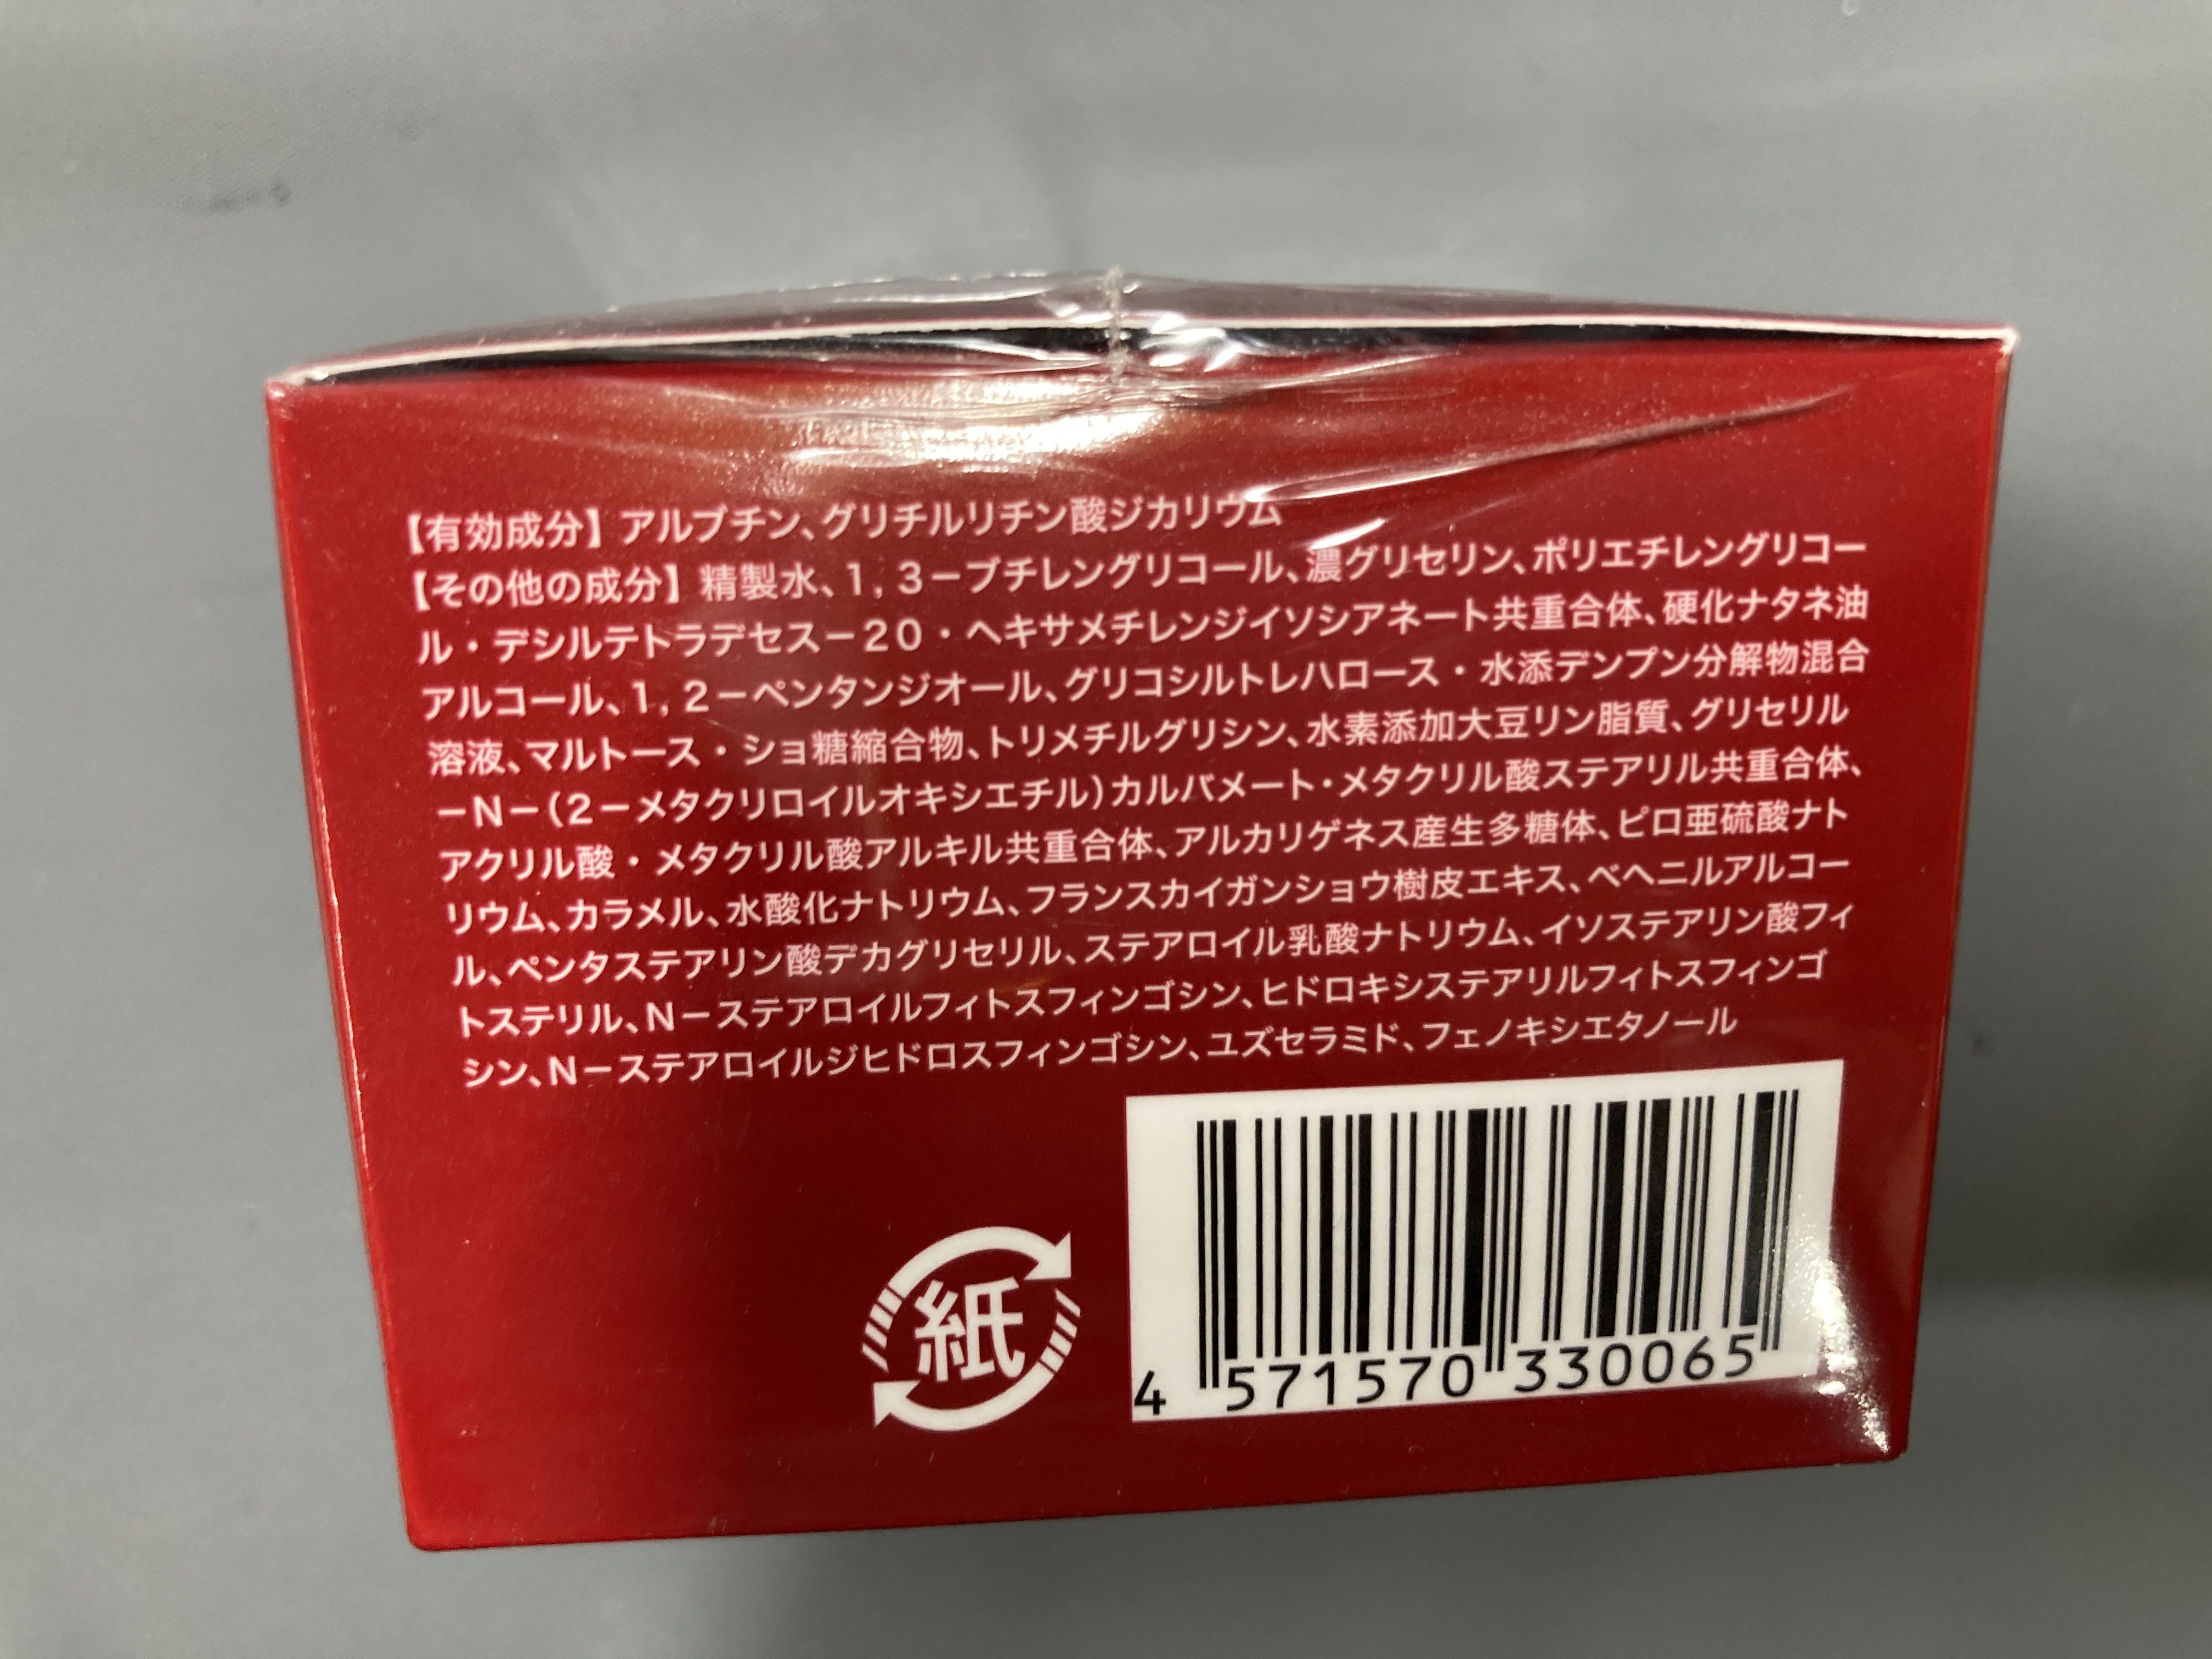 【有効成分】アルブチン、グリチルリチン酸ジカリウム
【その他の成分】精製水、1,3－ブチレングリコール、濃グリセリン、ポリエチレングリコー
ル・デシルテトラデセス－20・ヘキサメチレンジイソシアネート共重合体、硬化ナタネ油
アルコール、1,2－ペンタンジオール、グリコシルトレハロース・水添デンプン分解物混合
溶液、マルトース・ショ糖縮合物、トリメチルグリシン、水素添加大豆リン脂質、グリセリル
－N－(2－メタクリロイルオキシエチル)カルバメート・メタクリル酸ステアリル共重合体、
アクリル酸・メタクリル酸アルキル共重合体、アルカリゲネス産生多糖体、ピロ亜硫酸ナト
リウム、カラメル、水酸化ナトリウム、フランスカイガンショウ樹皮エキス、ベヘニルアルコー
ル、ペンタステアリン酸デカグリセリル、ステアロイル乳酸ナトリウム、イソステアリン酸フィ
トステリル、N－ステアロイルフィトスフィンゴシン、ヒドロキシステアリルフィトスフィンゴ
シン、N－ステアロイルジヒドロスフィンゴシン、ユズセラミド、フェノキシエタノール
紙
4 571570 330065